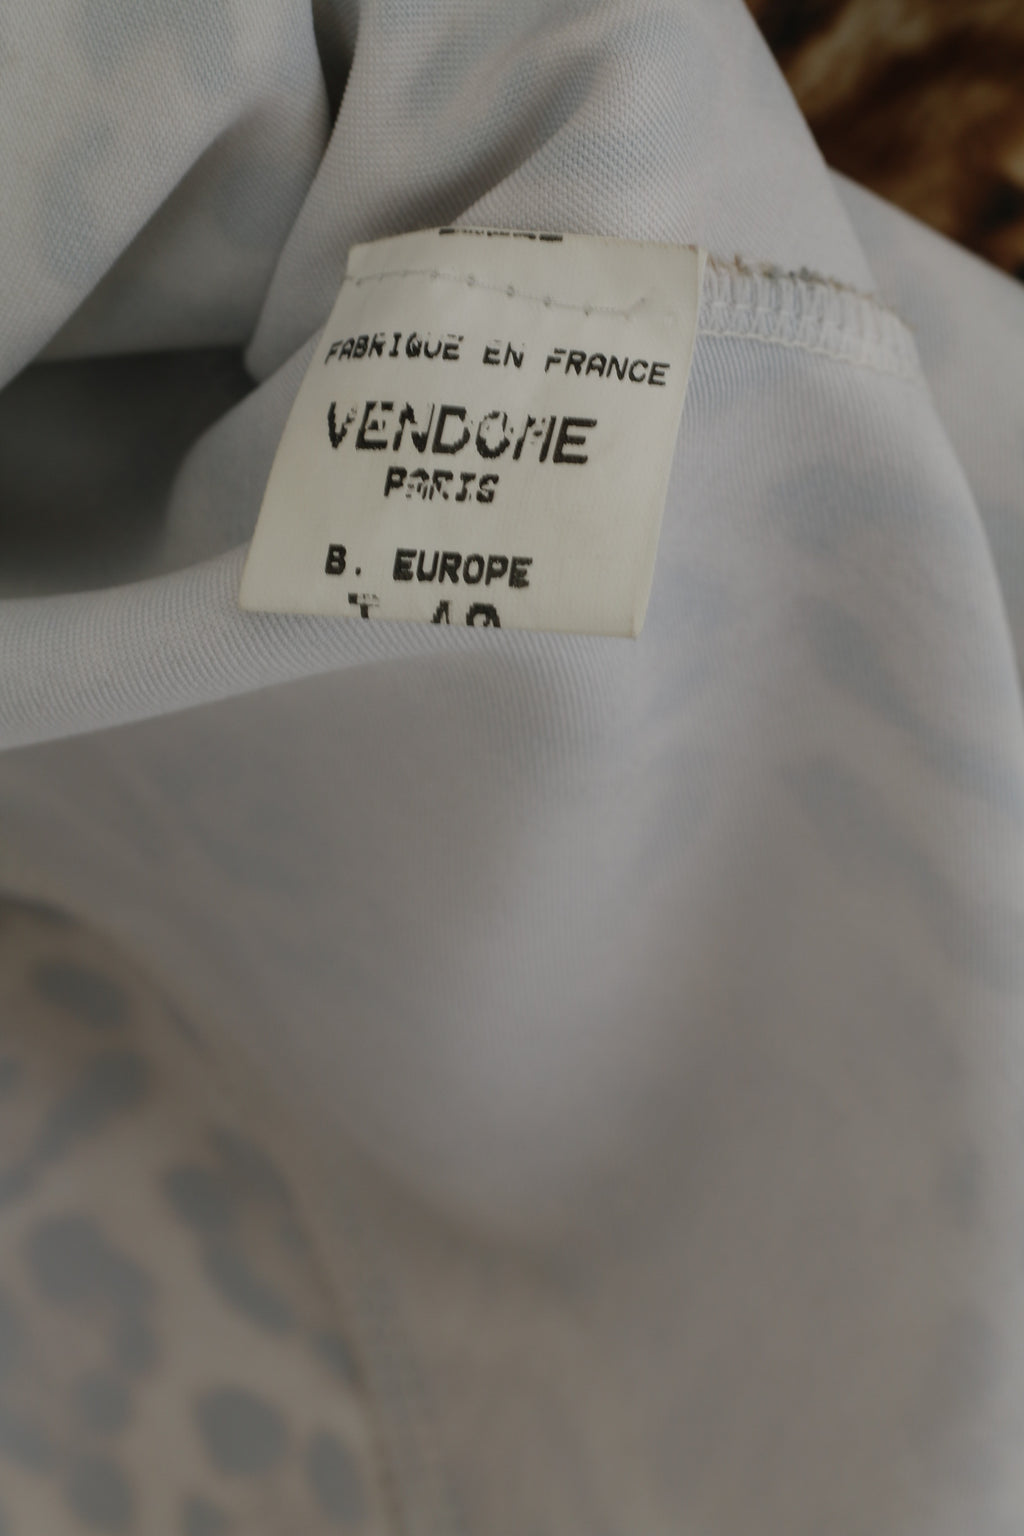 FABRIQUE EN FRANCE
VENDOME
PARIS
B. EUROPE